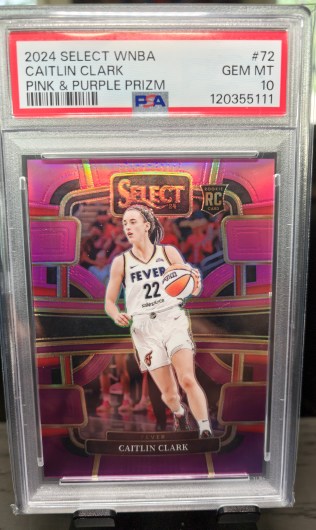 2024 SELECT WNBA #72
CAITLIN CLARK GEM MT
PINK & PURPLE PRIZM PSA 10
120355111
SELECT
RC
FEVER
22
FEVER
CAITLIN CLARK